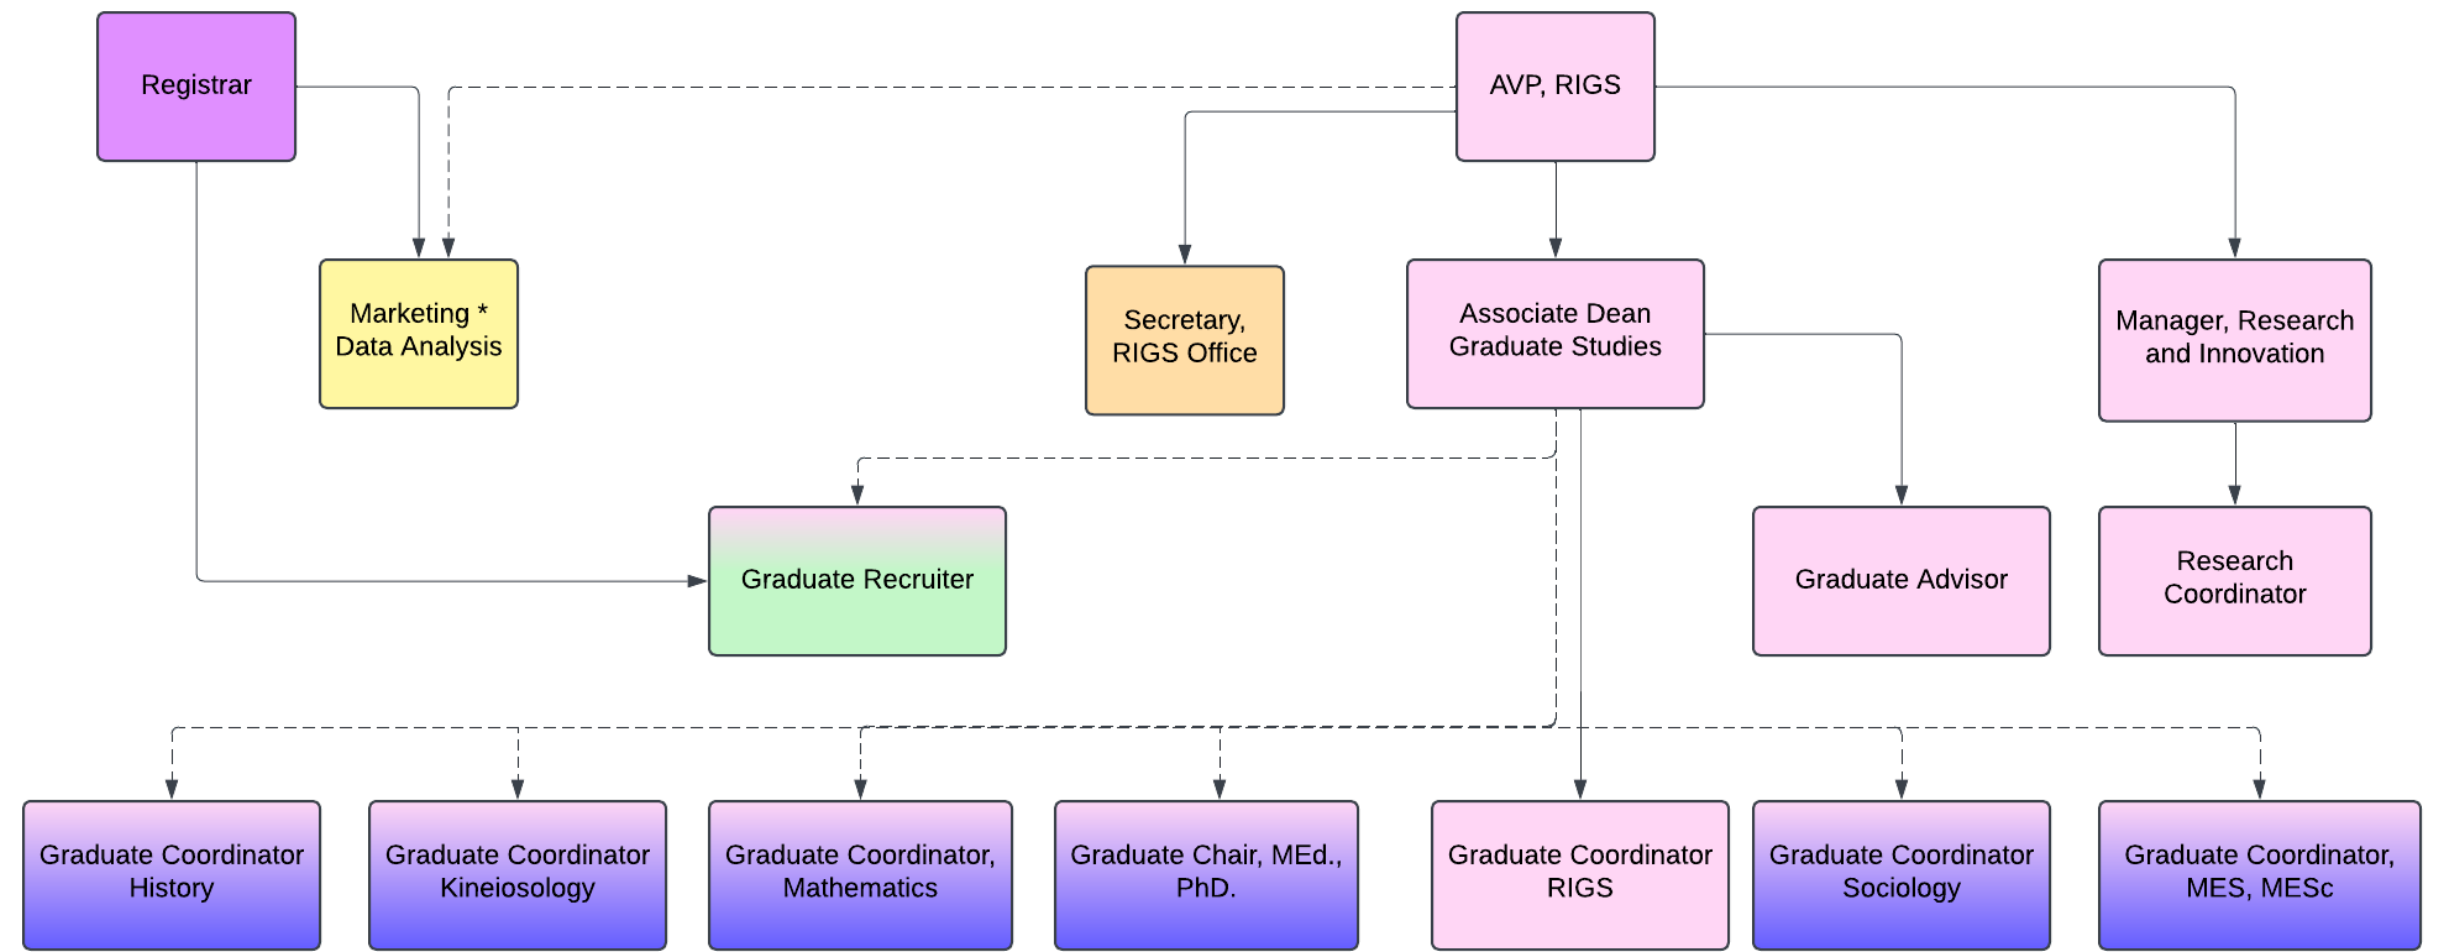 Registrar
AVP, RIGS
Marketing *
Data Analysis
Secretary,
RIGS Office
Associate Dean
Graduate Studies
Manager, Research
and Innovation
Graduate Recruiter
Graduate Advisor
Research
Coordinator
Graduate Coordinator
History
Graduate Coordinator
Kineiosology
Graduate Coordinator,
Mathematics
Graduate Chair, MEd.,
PhD.
Graduate Coordinator
RIGS
Graduate Coordinator
Sociology
Graduate Coordinator,
MES, MESc